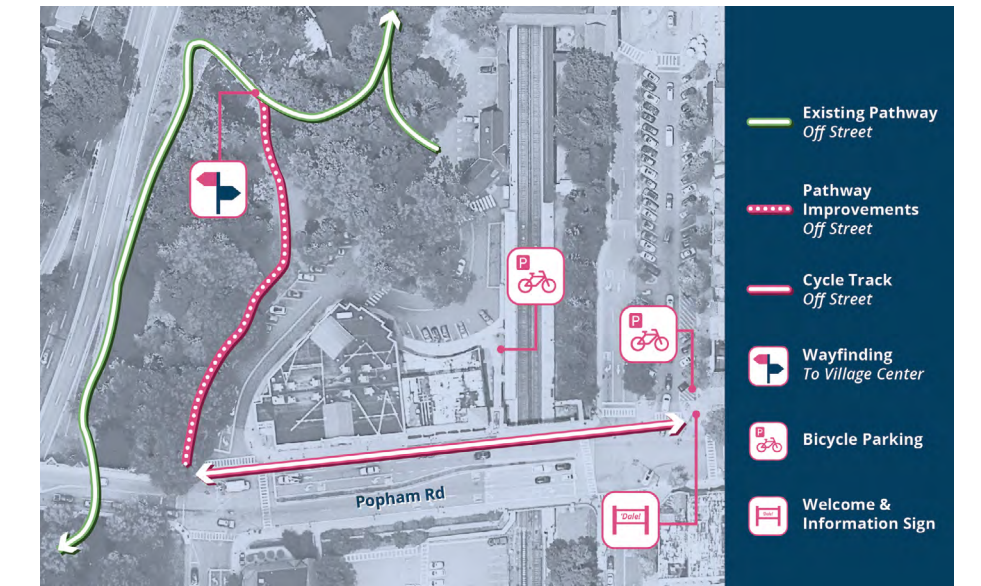 Existing Pathway
Off Street
Pathway
Improvements
Off Street
Cycle Track
Off Street
Wayfinding
To Village Center
P
Bicycle Parking
'Dale!
Welcome &
Information Sign
P
P
Popham Rd
'Dale!